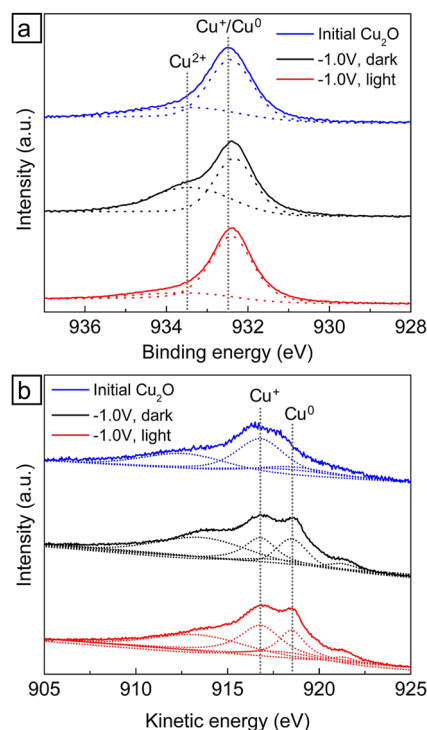 a
Cu⁺/Cu⁰
Cu²⁺
Initial Cu₂O
-1.0V, dark
-1.0V, light
Intensity (a.u.)
936 934 932 930 928
Binding energy (eV)
b
Initial Cu₂O
-1.0V, dark
-1.0V, light
Cu⁺
Cu⁰
Intensity (a.u.)
905 910 915 920 925
Kinetic energy (eV)